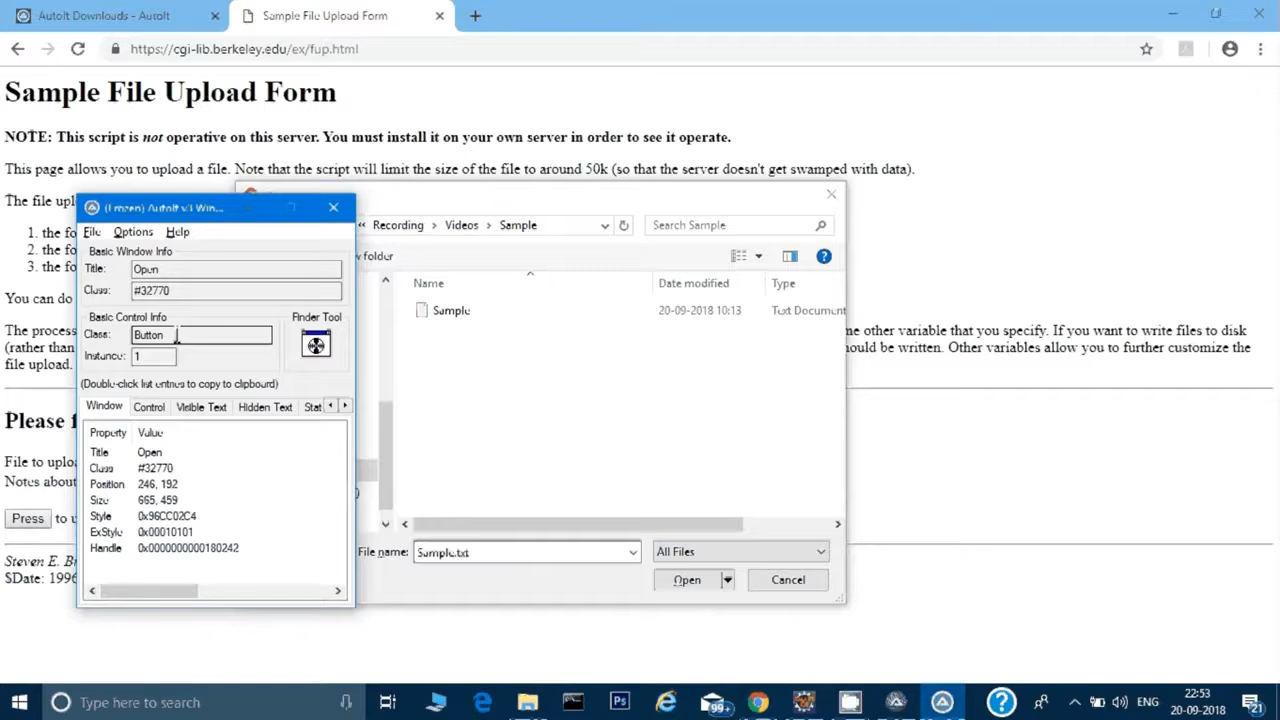 AutoIt Downloads - AutoIt
Sample File Upload Form
https://cgi-lib.berkeley.edu/ex/fup.html
Sample File Upload Form
NOTE: This script is not operative on this server. You must install it on your own server in order to see it operate.
This page allows you to upload a file. Note that the script will limit the size of the file to around 50k (so that the server doesn't get swamped with data).
The file upl
1. the fo
2. the fo
3. the fo
You can do
The process
(rather than
file upload.
me other variable that you specify. If you want to write files to disk
hould be written. Other variables allow you to further customize the
Please f
File to uploa
Notes about
Press to u
Steven E. B
$Date: 1996
(Frozen) AutoIt v3 Win...
File Options Help
Basic Window Info
Title: Open
Class: #32770
Basic Control Info
Class: Button
Instance: 1
Finder Tool
(Double-click list entries to copy to clipboard)
Window Control Visible Text Hidden Text Stat
Property Value
Title Open
Class #32770
Position 246, 192
Size 665, 459
Style 0x96CC02C4
ExStyle 0x00010101
Handle 0x0000000000180242
« Recording > Videos > Sample
Search Sample
w folder
Name Date modified Type
Sample 20-09-2018 10:13 Text Document
File name: Sample.txt All Files
Open Cancel
Type here to search
99+
ENG
22:53
20-09-2018
21